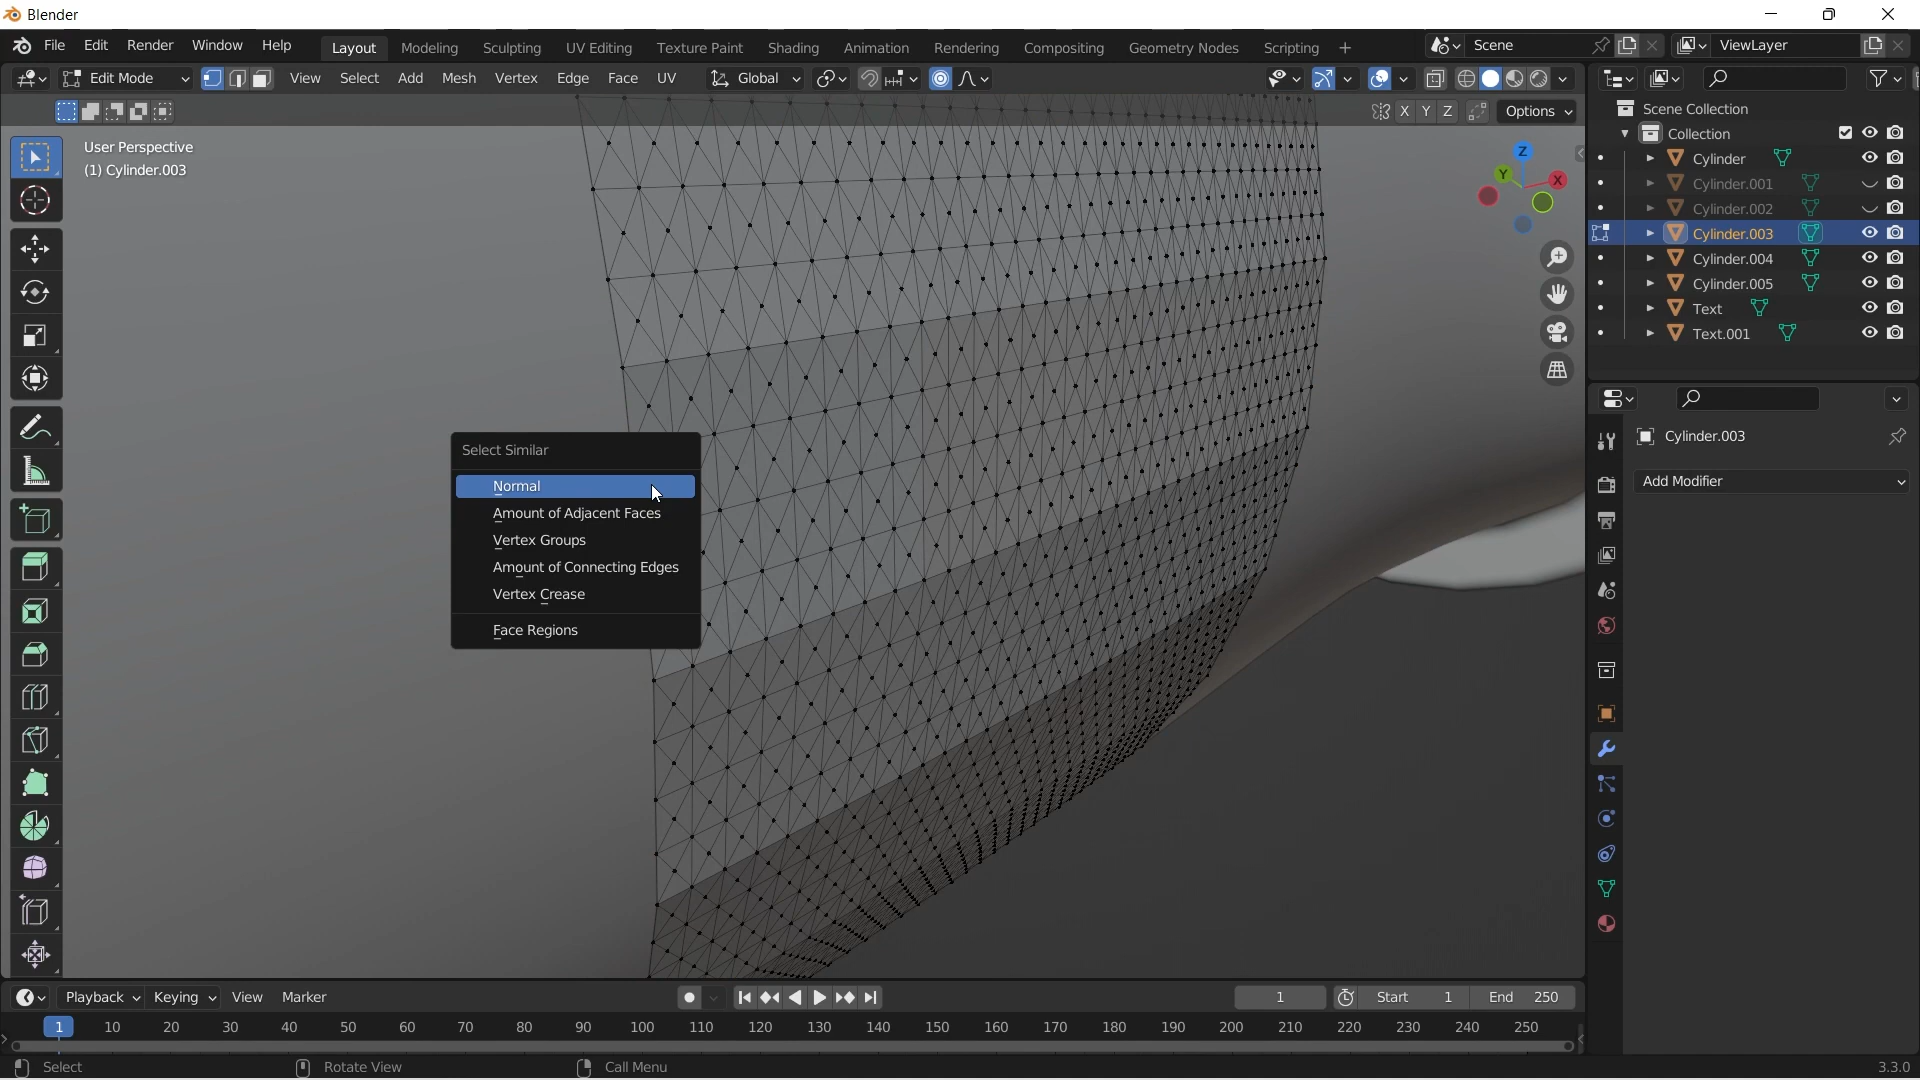 Blender
File Edit Render Window Help Layout Modeling Sculpting UV Editing Texture Paint Shading Animation Rendering Compositing Geometry Nodes Scripting + Scene ViewLayer
Edit Mode View Select Add Mesh Vertex Edge Face UV Global
X Y Z Options
User Perspective
(1) Cylinder.003
Z
Y
X
Select Similar
Normal
Amount of Adjacent Faces
Vertex Groups
Amount of Connecting Edges
Vertex Crease
Face Regions
Scene Collection
Collection
Cylinder
Cylinder.001
Cylinder.002
Cylinder.003
Cylinder.004
Cylinder.005
Text
Text.001
Cylinder.003
Add Modifier
Playback Keying View Marker 1 Start 1 End 250
1 10 20 30 40 50 60 70 80 90 100 110 120 130 140 150 160 170 180 190 200 210 220 230 240 250
Select Rotate View Call Menu 3.3.0